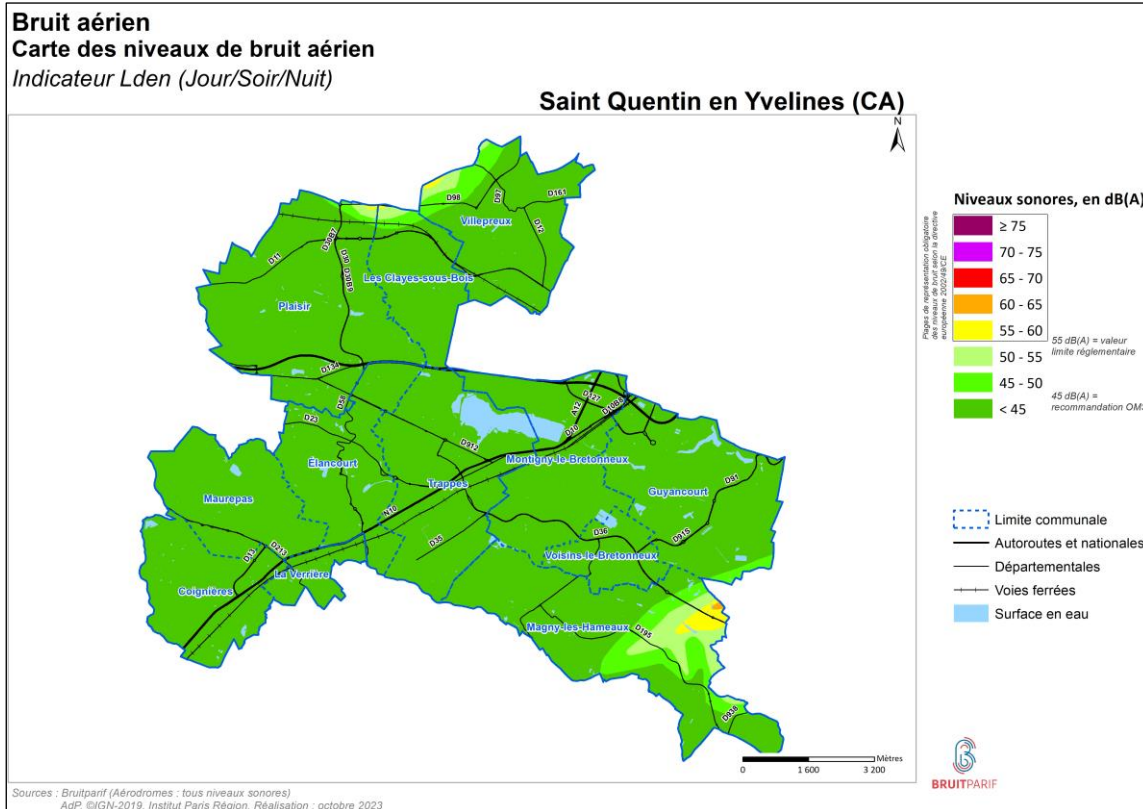 Bruit aérien
Carte des niveaux de bruit aérien
Indicateur Lden (Jour/Soir/Nuit)
Saint Quentin en Yvelines (CA)
N
D161
D97
D98
D12
Villepreux
D30B7
D11
D30
D30B9
Les Clayes-sous-Bois
Plaisir
D134
D58
D127
A12
D10B8
D10
D23
D912
Élancourt
Montigny-le-Bretonneux
Trappes
Guyancourt
D91
Maurepas
N10
D36
D915
D35
D213
D13
Voisins-le-Bretonneux
La Verrière
Coignières
Magny-les-Hameaux
D195
D938
Mètres
0 1 600 3 200
Niveaux sonores, en dB(A)
Plages de représentation obligatoire
des niveaux de bruit selon la directive
européenne 2002/49/CE
≥ 75
70 - 75
65 - 70
60 - 65
55 - 60
55 dB(A) = valeur
limite réglementaire
50 - 55
45 - 50
45 dB(A) =
recommandation OMS
< 45
Limite communale
Autoroutes et nationales
Départementales
Voies ferrées
Surface en eau
BRUITPARIF
Sources : Bruitparif (Aérodromes : tous niveaux sonores)
AdP, ©IGN-2019, Institut Paris Région, Réalisation : octobre 2023